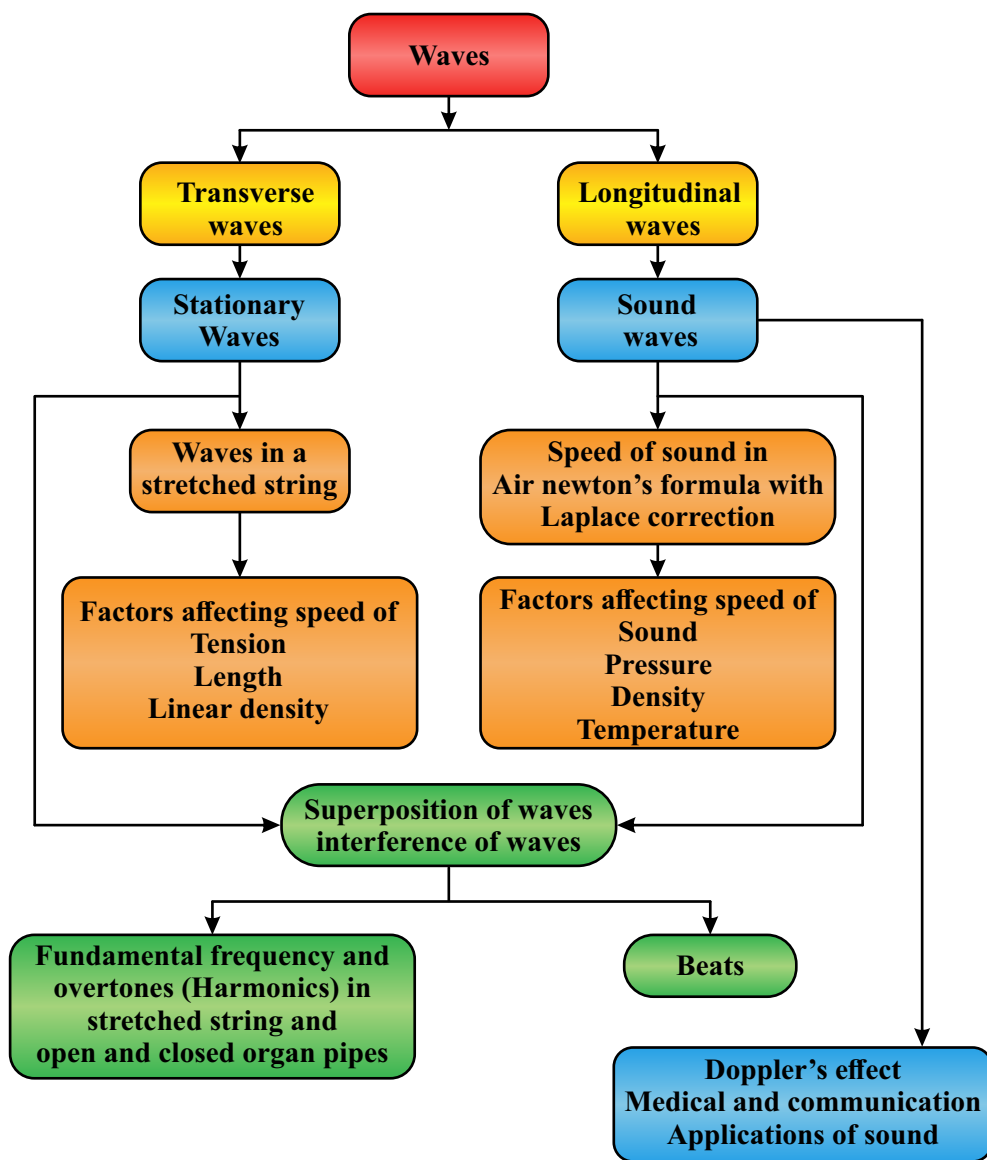 Waves
Transverse
waves
Longitudinal
waves
Stationary
Waves
Sound
waves
Waves in a
stretched string
Speed of sound in
Air newton's formula with
Laplace correction
Factors affecting speed of
Tension
Length
Linear density
Factors affecting speed of
Sound
Pressure
Density
Temperature
Superposition of waves
interference of waves
Fundamental frequency and
overtones (Harmonics) in
stretched string and
open and closed organ pipes
Beats
Doppler's effect
Medical and communication
Applications of sound